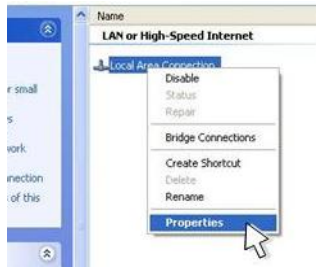 Name
LAN or High-Speed Internet
Local Area Connection
Disable
Status
Repair
Bridge Connections
Create Shortcut
Delete
Rename
Properties
r small
s
work
nnection
of this